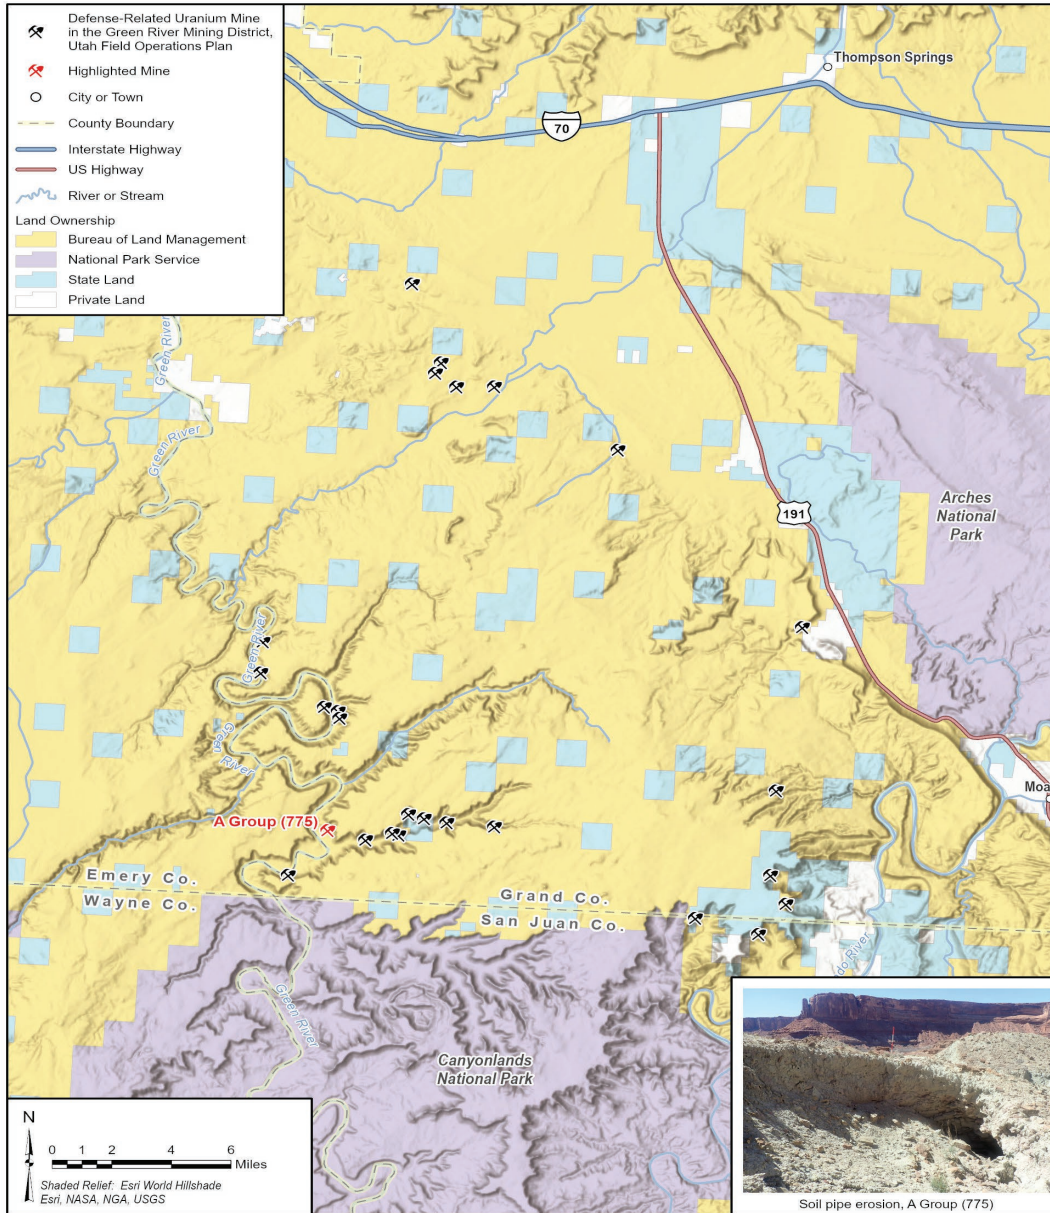 Defense-Related Uranium Mine
in the Green River Mining District,
Utah Field Operations Plan
Highlighted Mine
City or Town
County Boundary
Interstate Highway
US Highway
River or Stream
Land Ownership
Bureau of Land Management
National Park Service
State Land
Private Land
Thompson Springs
70
Green River
Green River
191
Arches
National
Park
Green River
Green
River
Moa
A Group (775)
Emery Co.
Grand Co.
Wayne Co.
San Juan Co.
do River
Green River
Canyonlands
National Park
N
0 1 2 4 6
Miles
Shaded Relief: Esri World Hillshade
Esri, NASA, NGA, USGS
Soil pipe erosion, A Group (775)